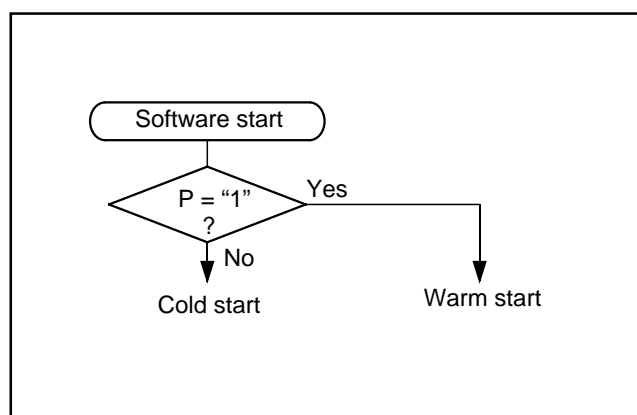 Software start
P = “1”
?
Yes
No
Cold start
Warm start